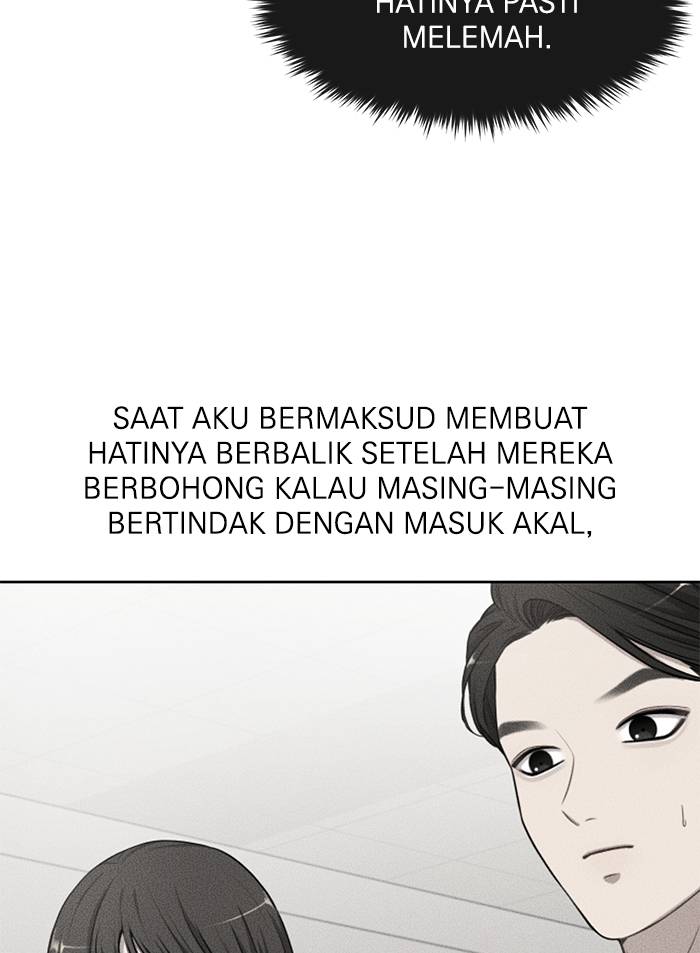 HATINYA PASTI
MELEMAH.
SAAT AKU BERMAKSUD MEMBUAT
HATINYA BERBALIK SETELAH MEREKA
BERBOHONG KALAU MASING-MASING
BERTINDAK DENGAN MASUK AKAL,